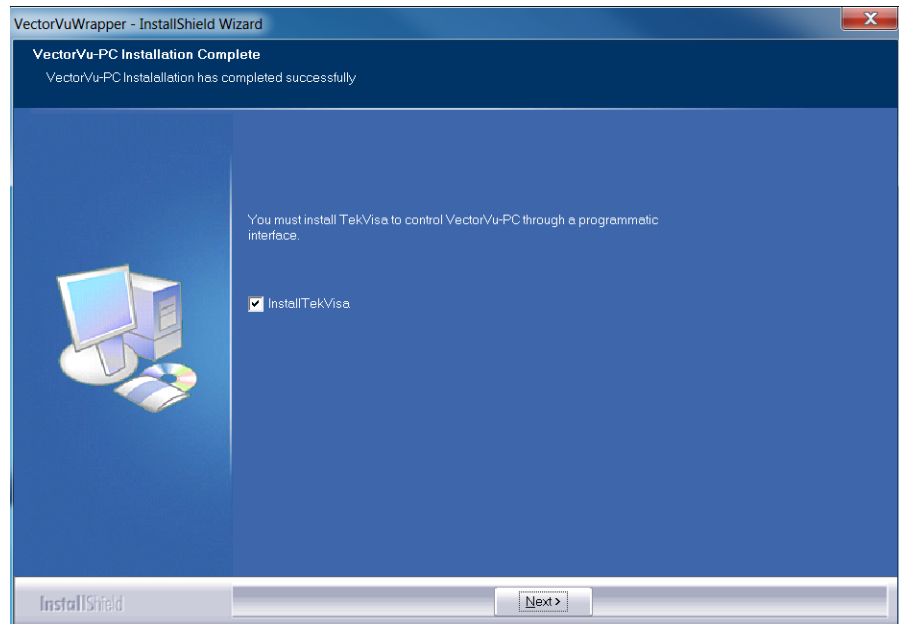 VectorVuWrapper - InstallShield Wizard
VectorVu-PC Installation Complete
VectorVu-PC Instalallation has completed successfully
You must install TekVisa to control VectorVu-PC through a programmatic
interface.
InstallTekVisa
InstallShield
Next >